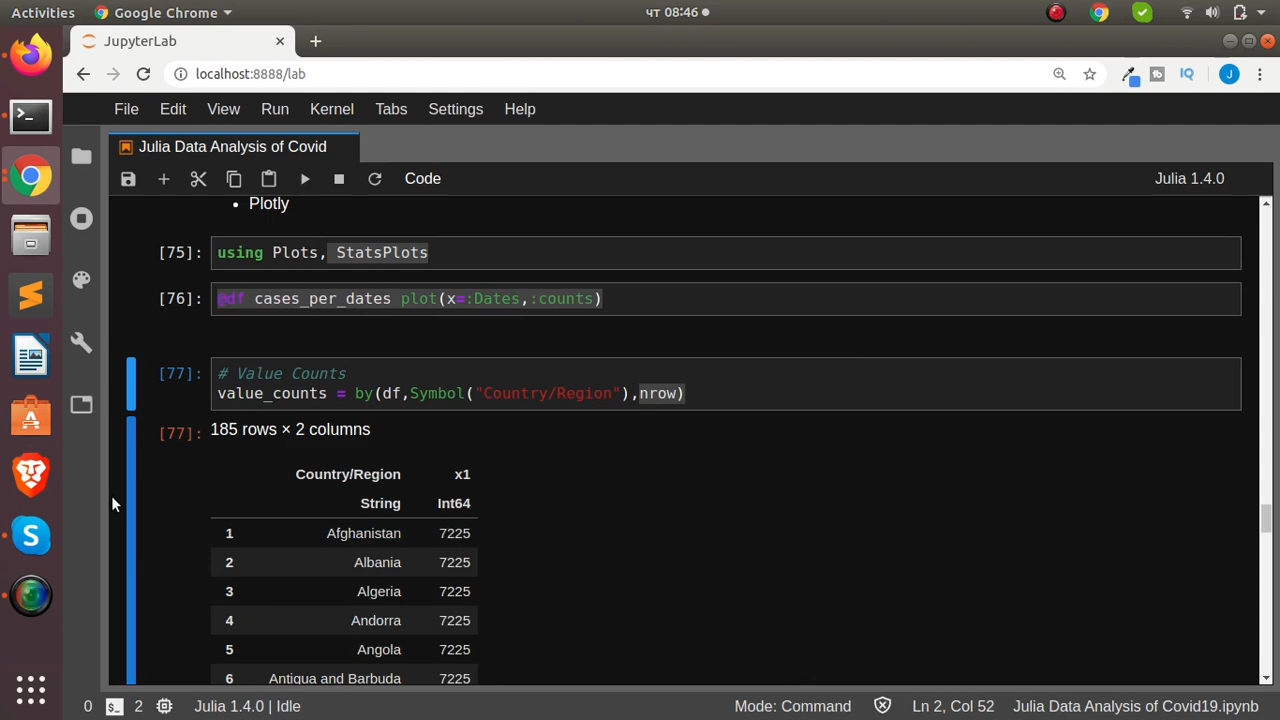 Activities Google Chrome чт 08:46
JupyterLab
localhost:8888/lab IQ J
File Edit View Run Kernel Tabs Settings Help
Julia Data Analysis of Covid
Code Julia 1.4.0
• Plotly
[75]: using Plots, StatsPlots
[76]: @df cases_per_dates plot(x=:Dates,:counts)
[77]: # Value Counts
value_counts = by(df,Symbol("Country/Region"),nrow)
[77]: 185 rows × 2 columns
Country/Region x1
String Int64
1 Afghanistan 7225
2 Albania 7225
3 Algeria 7225
4 Andorra 7225
5 Angola 7225
6 Antigua and Barbuda 7225
0 2 Julia 1.4.0 | Idle Mode: Command Ln 2, Col 52 Julia Data Analysis of Covid19.ipynb